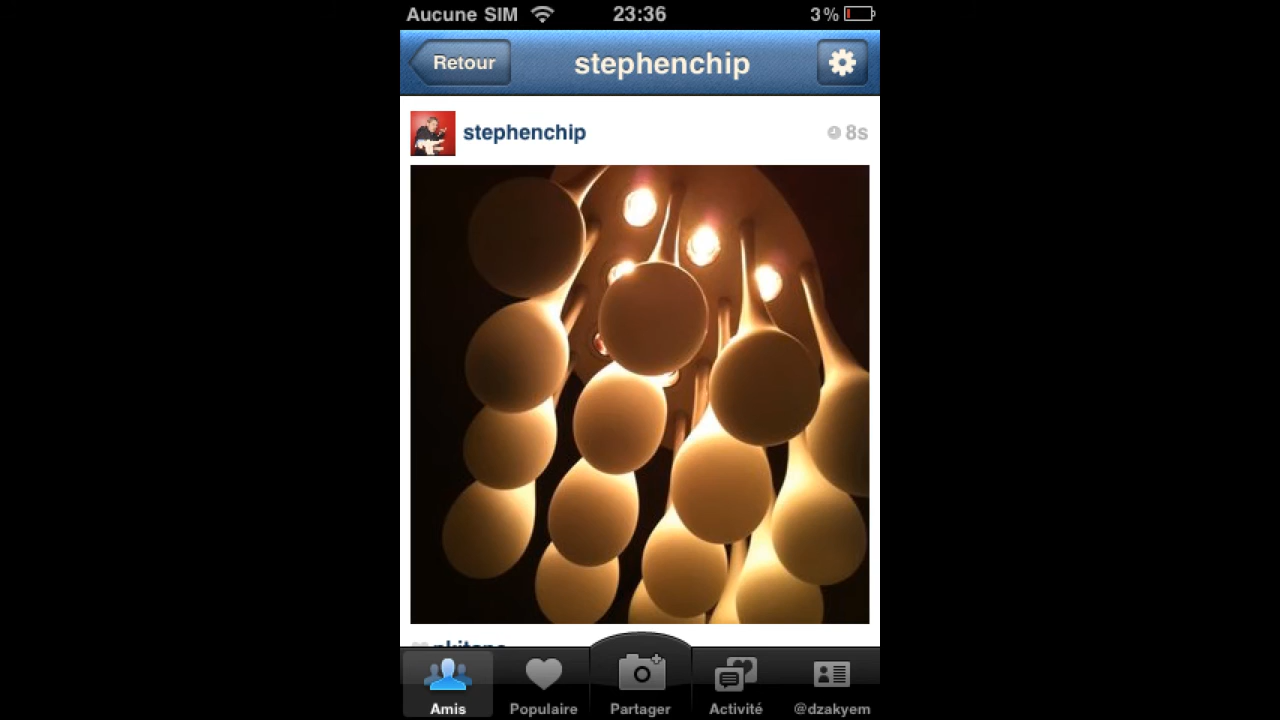 Aucune SIM 23:36 3%
Retour stephenchip
stephenchip 8s
Amis Populaire Partager Activité @dzakyem